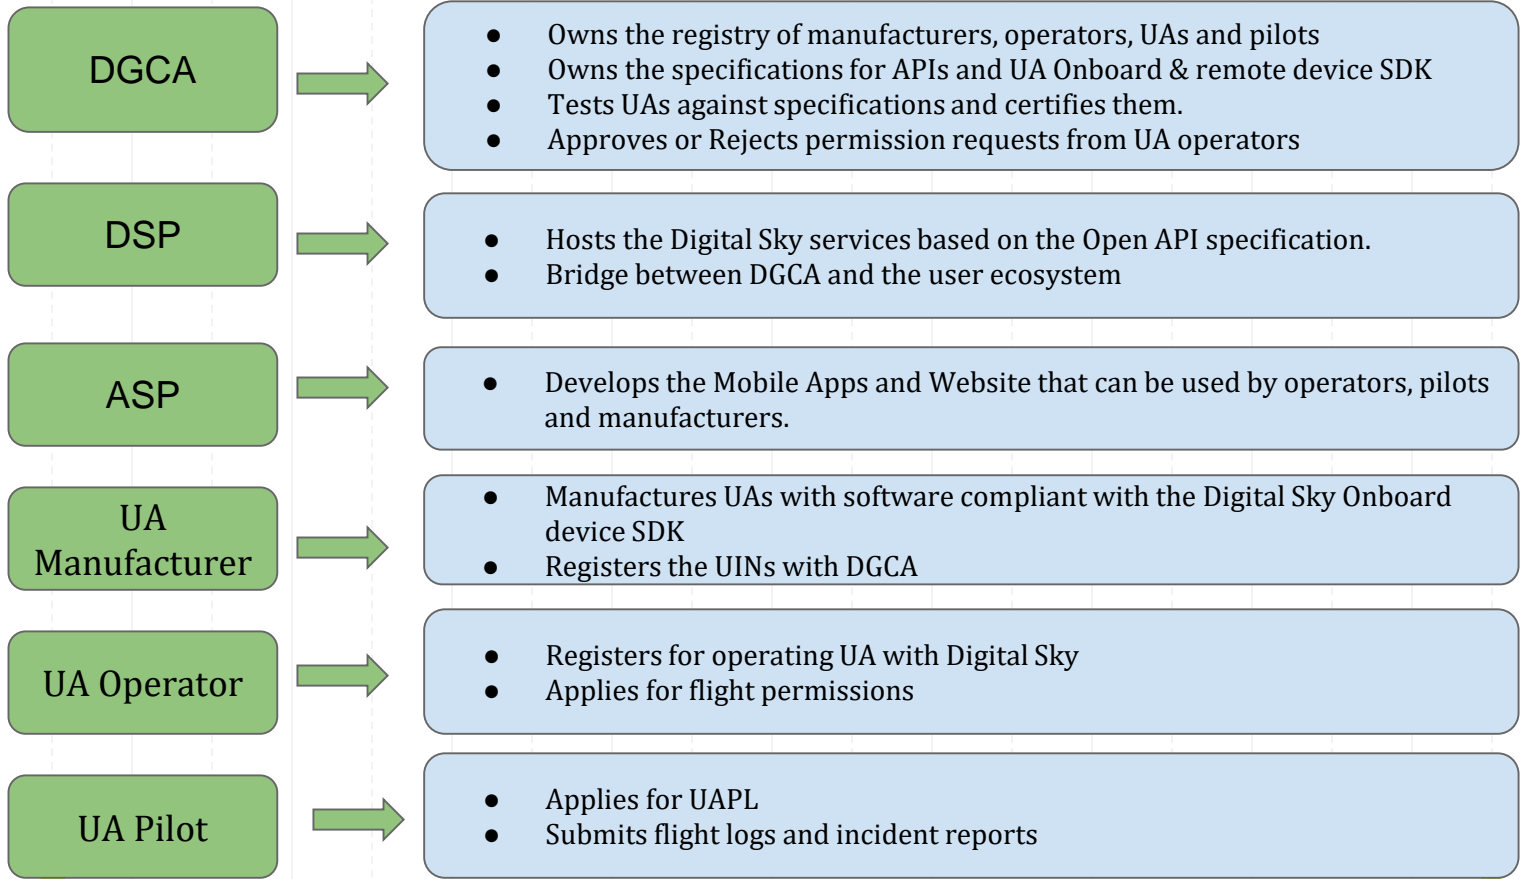 DGCA
● Owns the registry of manufacturers, operators, UAs and pilots
● Owns the specifications for APIs and UA Onboard & remote device SDK
● Tests UAs against specifications and certifies them.
● Approves or Rejects permission requests from UA operators
DSP
● Hosts the Digital Sky services based on the Open API specification.
● Bridge between DGCA and the user ecosystem
ASP
● Develops the Mobile Apps and Website that can be used by operators, pilots
and manufacturers.
UA
Manufacturer
● Manufactures UAs with software compliant with the Digital Sky Onboard
device SDK
● Registers the UINs with DGCA
UA Operator
● Registers for operating UA with Digital Sky
● Applies for flight permissions
UA Pilot
● Applies for UAPL
● Submits flight logs and incident reports